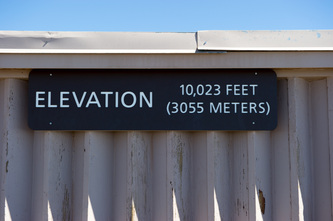 ELEVATION
10,023 FEET
(3055 METERS)